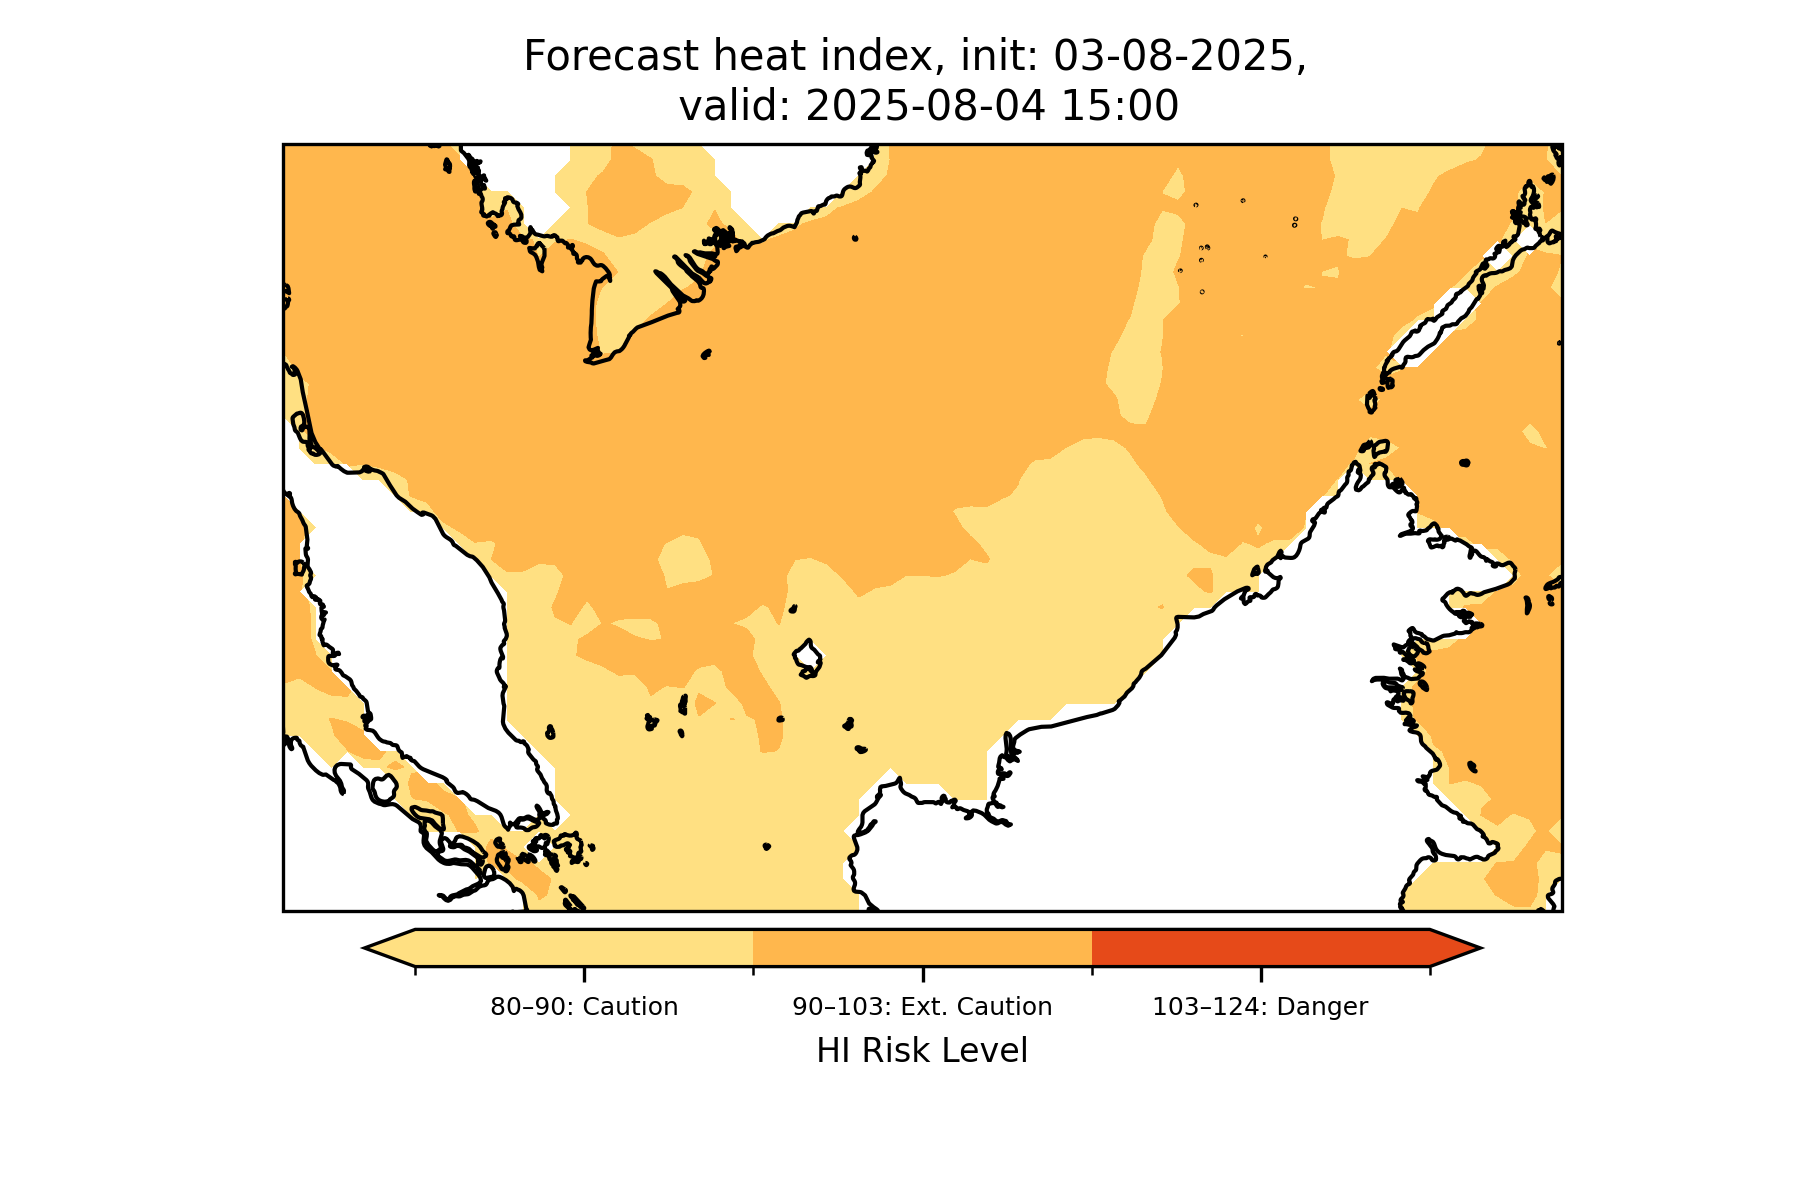 Forecast heat index, init: 03-08-2025,
valid: 2025-08-04 15:00
80–90: Caution
90–103: Ext. Caution
103–124: Danger
HI Risk Level